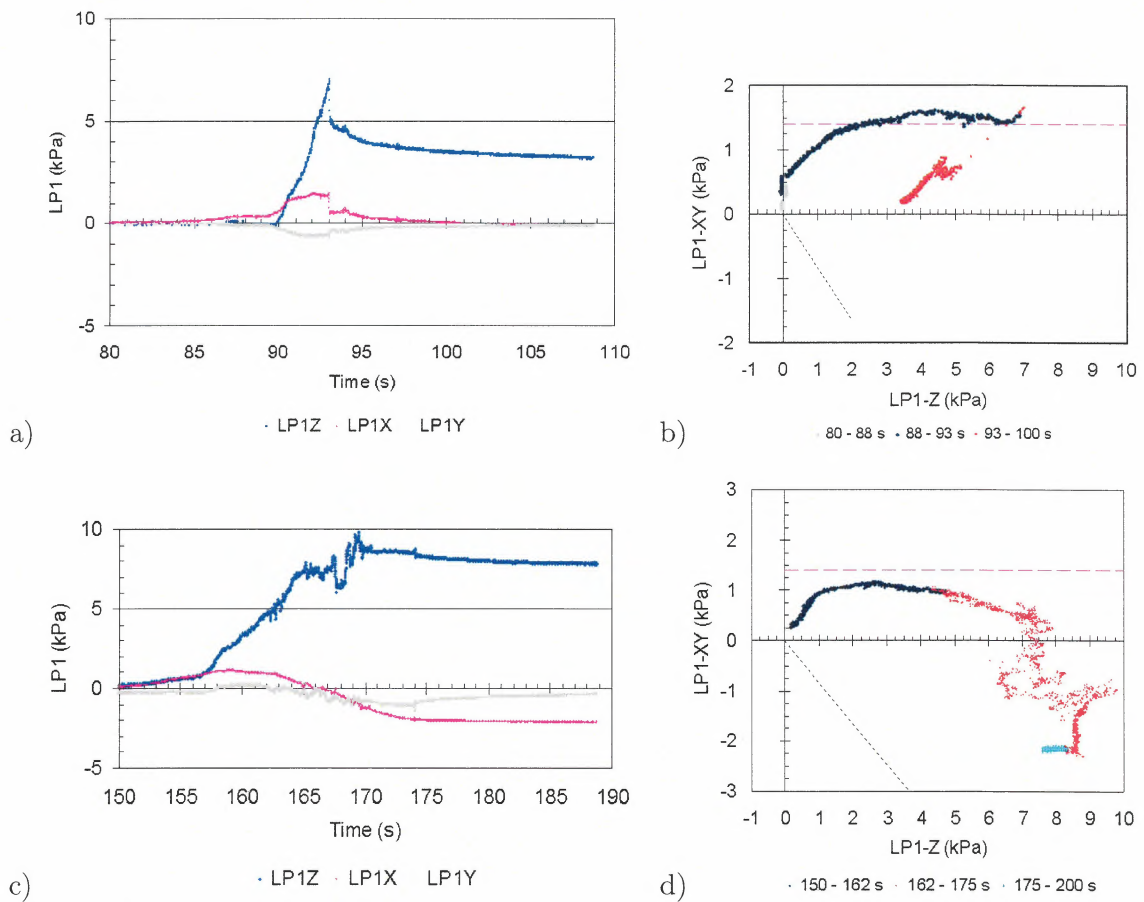 10
5
0
-5
LP1 (kPa)
80 85 90 95 100 105 110
Time (s)
LP1Z LP1X LP1Y
a)
2
1
0
-1
-2
LP1-XY (kPa)
-1 0 1 2 3 4 5 6 7 8 9 10
LP1-Z (kPa)
80 - 88 s 88 - 93 s 93 - 100 s
b)
10
5
0
-5
LP1 (kPa)
150 155 160 165 170 175 180 185 190
Time (s)
LP1Z LP1X LP1Y
c)
3
2
1
0
-1
-2
-3
LP1-XY (kPa)
-1 0 1 2 3 4 5 6 7 8 9 10
LP1-Z (kPa)
150 - 162 s 162 - 175 s 175 - 200 s
d)